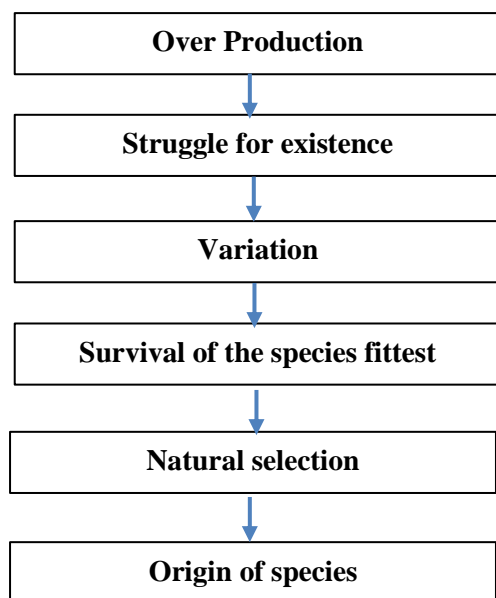 Over Production
Struggle for existence
Variation
Survival of the species fittest
Natural selection
Origin of species